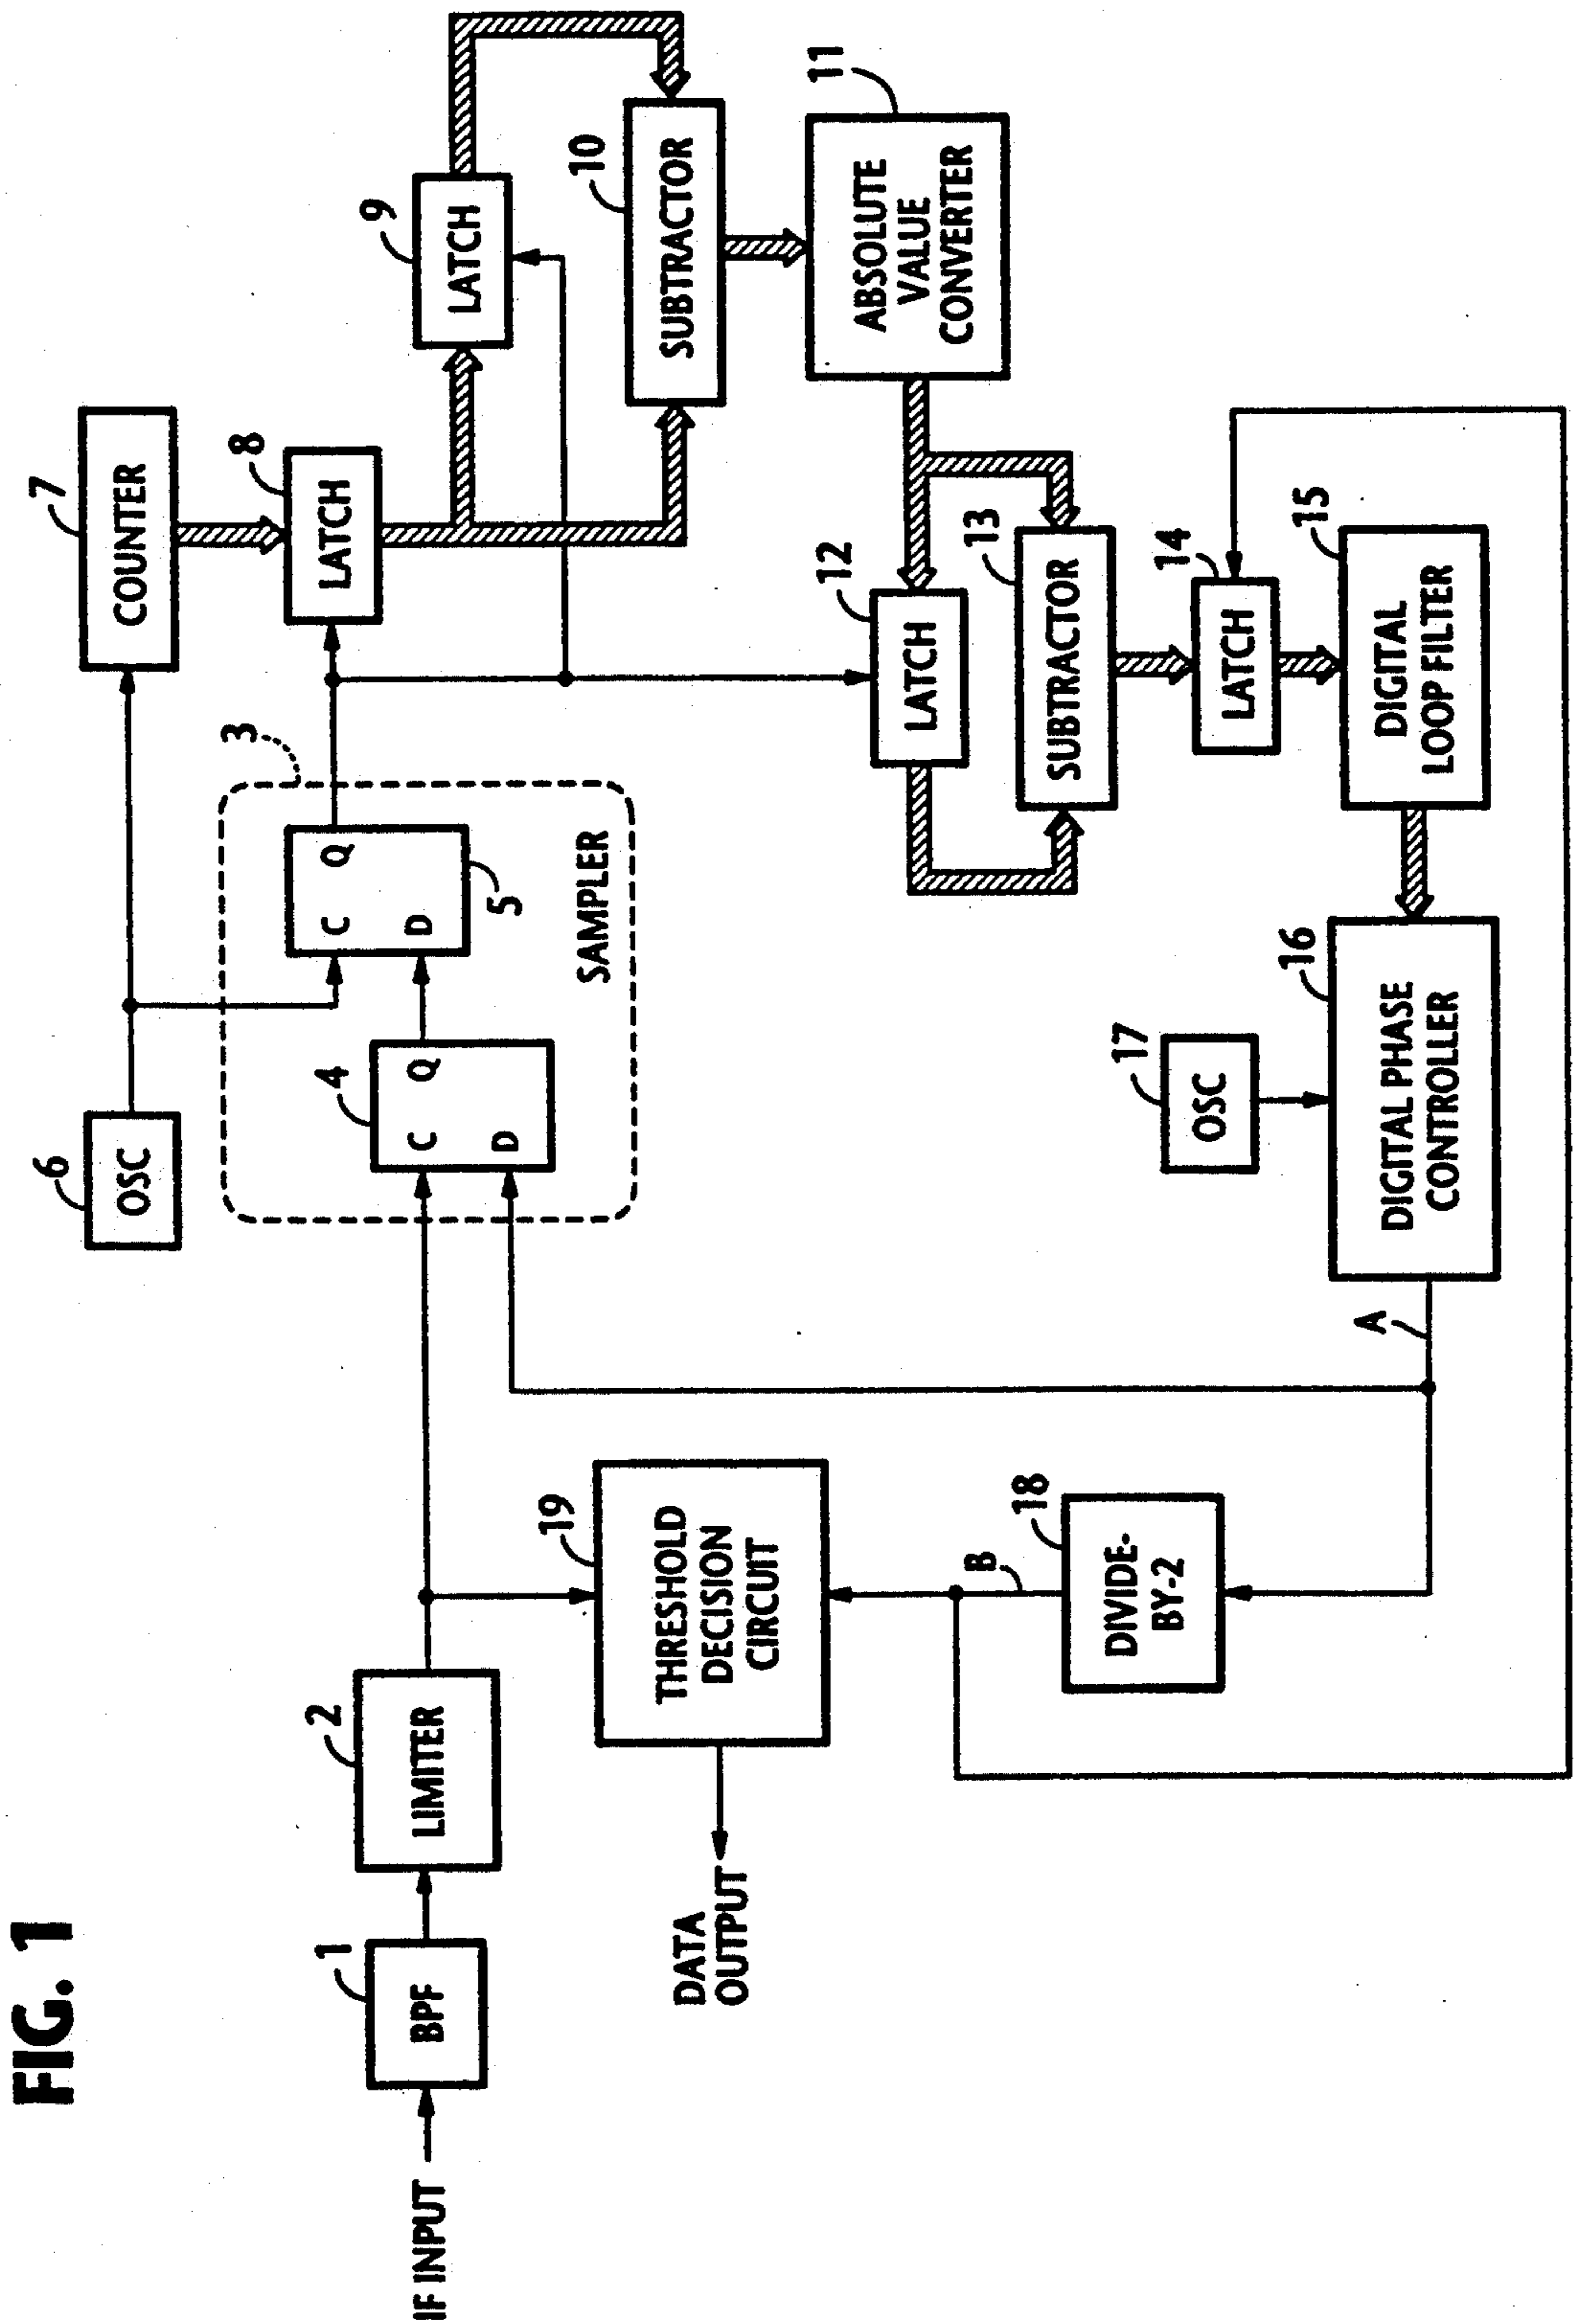 FIG. 1
6
OSC
7
COUNTER
3
8
LATCH
9
LATCH
IF INPUT
1
BPF
2
LIMITER
4
C
Q
D
C
Q
D
5
SAMPLER
10
SUBTRACTOR
11
ABSOLUTE
VALUE
CONVERTER
19
THRESHOLD
DECISION
CIRCUIT
DATA
OUTPUT
12
LATCH
13
SUBTRACTOR
B
18
DIVIDE-
BY-2
17
OSC
14
LATCH
15
DIGITAL
LOOP FILTER
16
DIGITAL PHASE
CONTROLLER
A